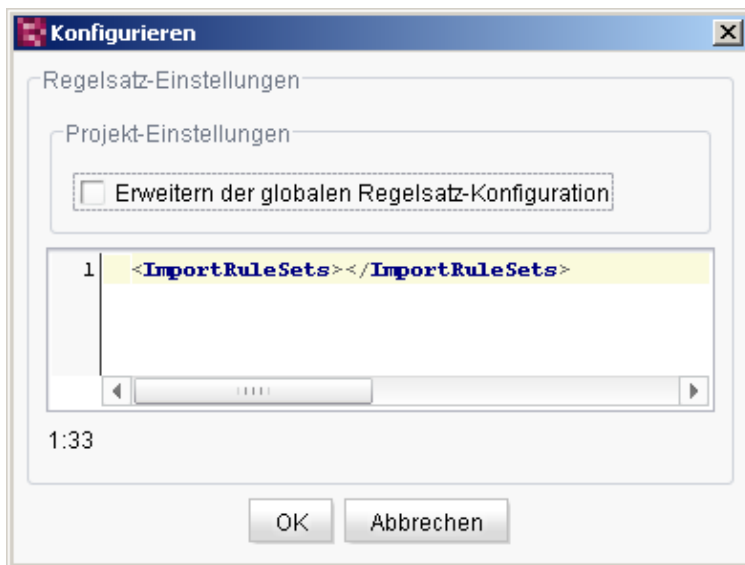 Konfigurieren
Regelsatz-Einstellungen
Projekt-Einstellungen
Erweitern der globalen Regelsatz-Konfiguration
1 <ImportRuleSets></ImportRuleSets>
1:33
OK Abbrechen